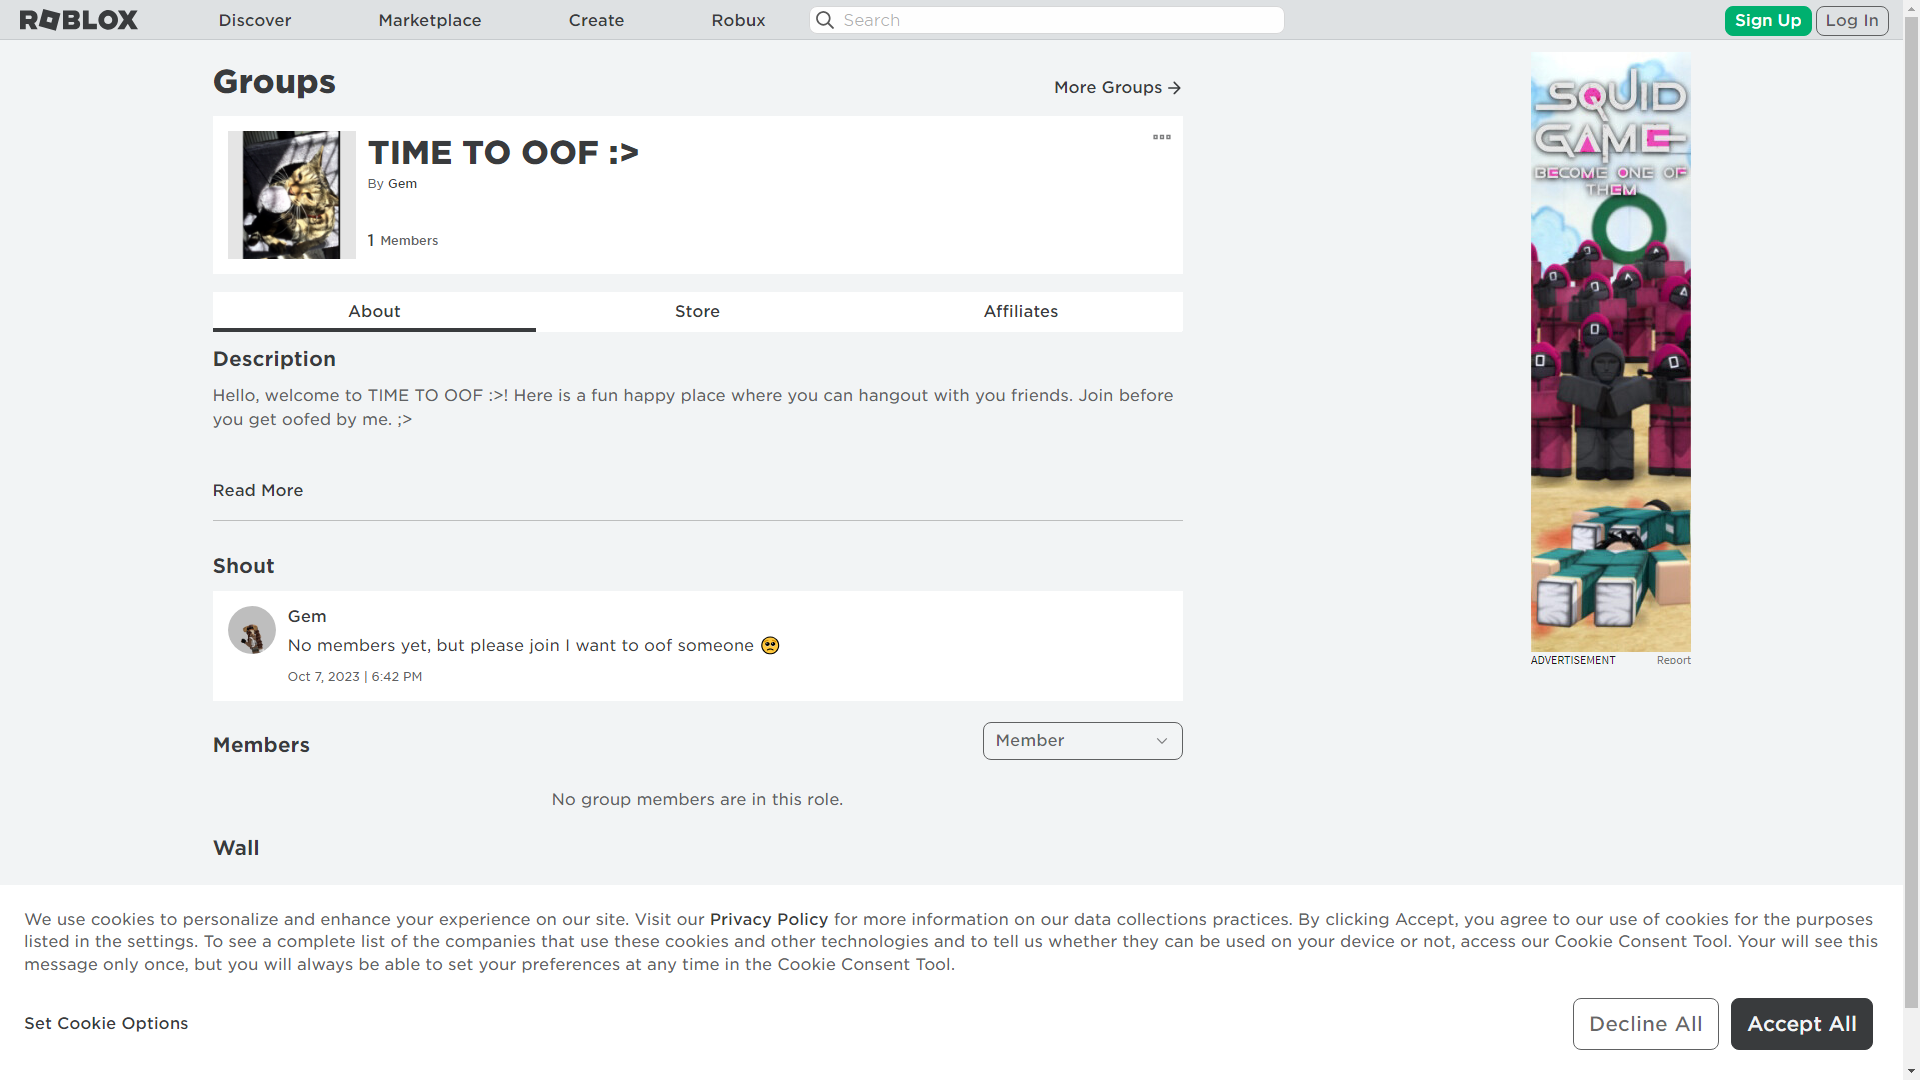 ROBLOX Discover Marketplace Create Robux Search Sign Up Log In
Groups
More Groups
TIME TO OOF :>
By Gem
1 Members
About Store Affiliates
Description
Hello, welcome to TIME TO OOF :>! Here is a fun happy place where you can hangout with you friends. Join before
you get oofed by me. ;>
Read More
Shout
Gem
No members yet, but please join I want to oof someone 🥺
Oct 7, 2023 | 6:42 PM
Members
Member
No group members are in this role.
Wall
SQUID
GAME
BECOME ONE OF
THEM
ADVERTISEMENT Report
We use cookies to personalize and enhance your experience on our site. Visit our Privacy Policy for more information on our data collections practices. By clicking Accept, you agree to our use of cookies for the purposes
listed in the settings. To see a complete list of the companies that use these cookies and other technologies and to tell us whether they can be used on your device or not, access our Cookie Consent Tool. Your will see this
message only once, but you will always be able to set your preferences at any time in the Cookie Consent Tool.
Set Cookie Options
Decline All
Accept All